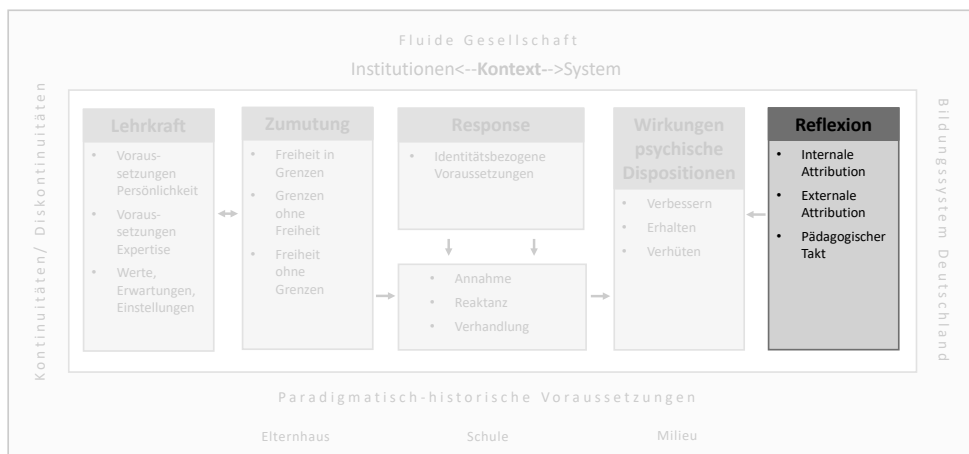 Fluide Gesellschaft
Institutionen<--Kontext-->System
Kontinuitäten/ Diskontinuitäten
Lehrkraft
• Voraus-
setzungen
Persönlichkeit
• Voraus-
setzungen
Expertise
• Werte,
Erwartungen,
Einstellungen
Zumutung
• Freiheit in
Grenzen
• Grenzen
ohne
Freiheit
• Freiheit
ohne
Grenzen
Response
• Identitätsbezogene
Voraussetzungen
• Annahme
• Reaktanz
• Verhandlung
Wirkungen
psychische
Dispositionen
• Verbessern
• Erhalten
• Verhüten
Reflexion
• Internale
Attribution
• Externale
Attribution
• Pädagogischer
Takt
Bildungssystem Deutschland
Paradigmatisch-historische Voraussetzungen
Elternhaus Schule Milieu